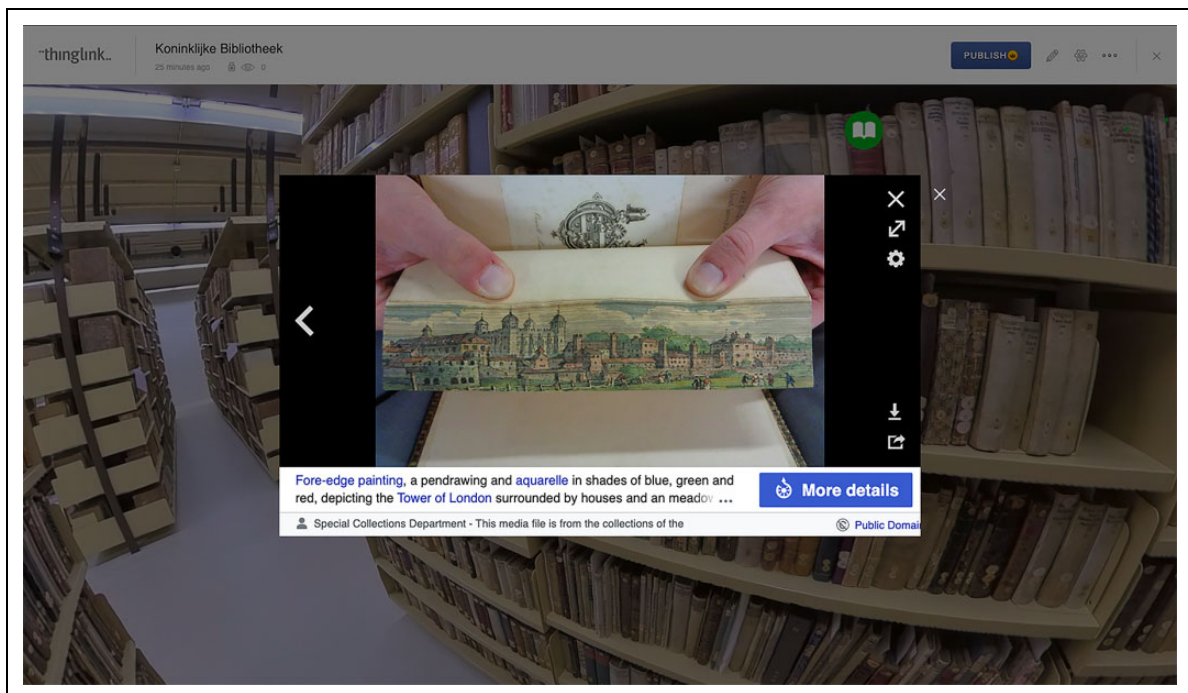 thinglink..
Koninklijke Bibliotheek
25 minutes ago 0
PUBLISH
Fore-edge painting, a pendrawing and aquarelle in shades of blue, green and
red, depicting the Tower of London surrounded by houses and an meadow ...
More details
Special Collections Department - This media file is from the collections of the
Public Domai